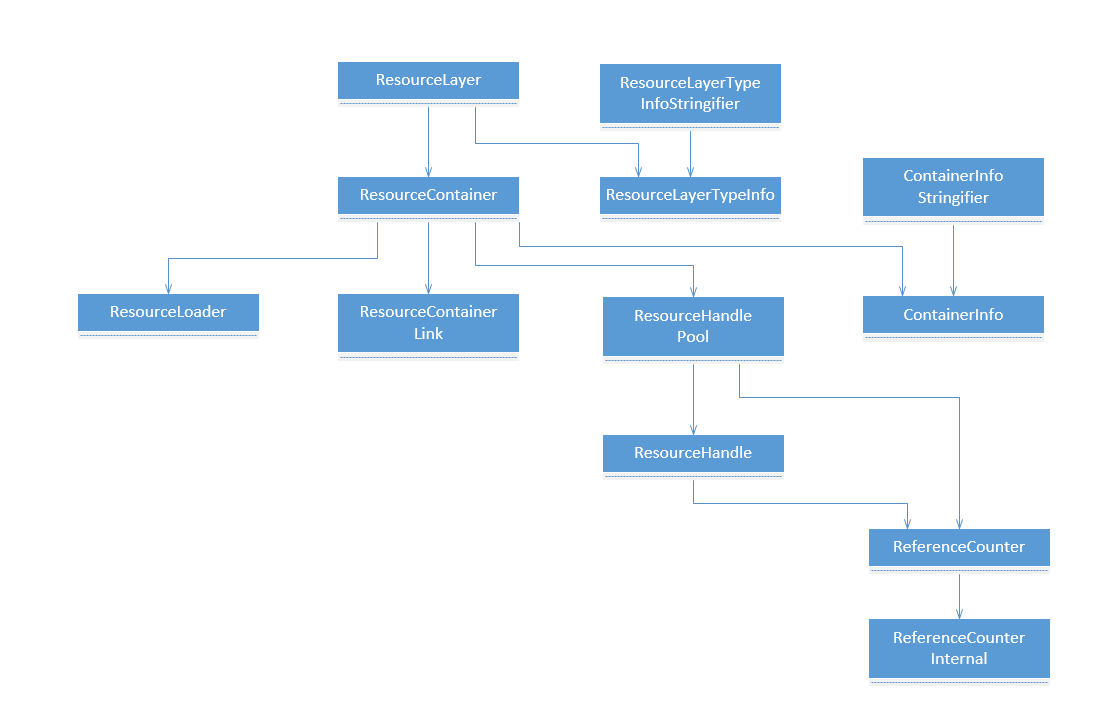 ResourceLayer
ResourceLayerType
InfoStringifier
ContainerInfo
Stringifier
ResourceContainer
ResourceLayerTypeInfo
ResourceLoader
ResourceContainer
Link
ResourceHandle
Pool
ContainerInfo
ResourceHandle
ReferenceCounter
ReferenceCounter
Internal